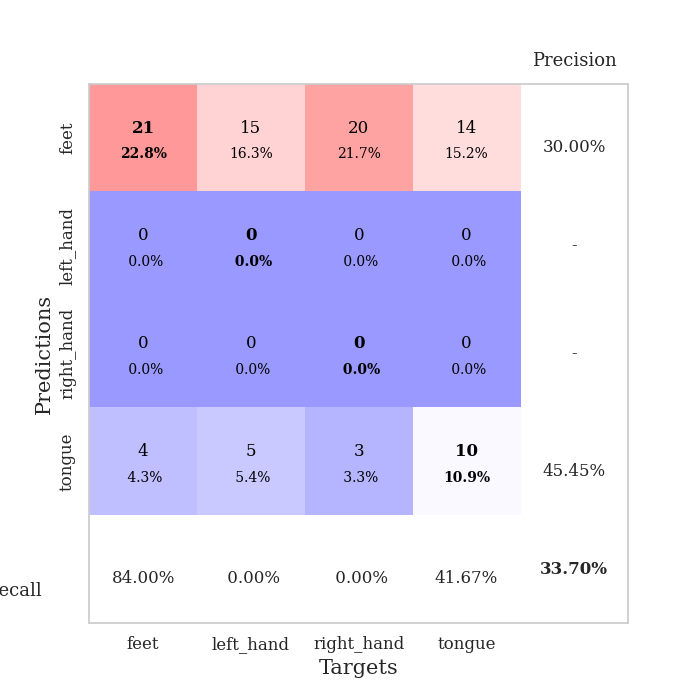 Precision
feet
21 15 20 14
22.8% 16.3% 21.7% 15.2%
30.00%
left_hand
0 0 0 0
0.0% 0.0% 0.0% 0.0%
-
Predictions
right_hand
0 0 0 0
0.0% 0.0% 0.0% 0.0%
-
tongue
4 5 3 10
4.3% 5.4% 3.3% 10.9%
45.45%
ecall
84.00% 0.00% 0.00% 41.67%
33.70%
feet left_hand right_hand tongue
Targets